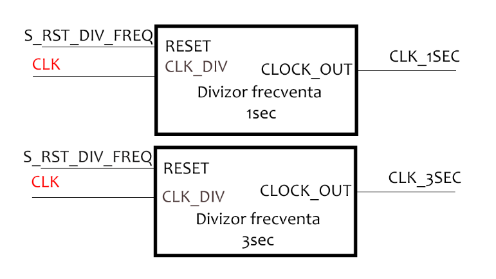 S_RST_DIV_FREQ
RESET
CLK
CLK_DIV
CLOCK_OUT
CLK_1SEC
Divizor frecventa
1sec
S_RST_DIV_FREQ
RESET
CLK
CLK_DIV
CLOCK_OUT
CLK_3SEC
Divizor frecventa
3sec